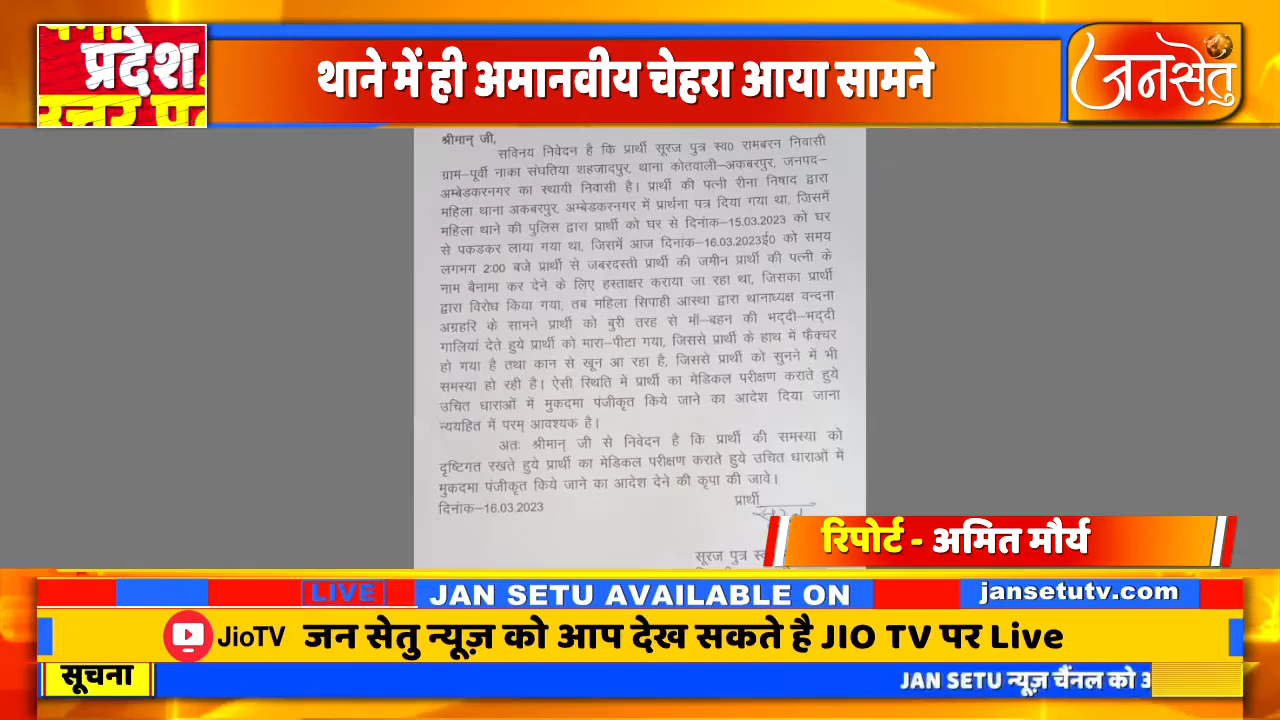 प्रदेश
थाने में ही अमानवीय चेहरा आया सामने
जनसेतु
श्रीमान् जी,
सविनय निवेदन है कि प्रार्थी सूरज पुत्र स्व0 रामबरन निवासी
ग्राम–पूर्वी नाका संघतिया शहजादपुर, थाना कोतवाली–अकबरपुर, जनपद–
अम्बेडकरनगर का स्थायी निवासी है। प्रार्थी की पत्नी रीना निषाद द्वारा
महिला थाना अकबरपुर, अम्बेडकरनगर में प्रार्थना पत्र दिया गया था, जिसमें
महिला थाने की पुलिस द्वारा प्रार्थी को घर से दिनांक–15.03.2023 को घर
से पकडकर लाया गया था, जिसमें आज दिनांक–16.03.2023ई0 को समय
लगभग 2:00 बजे प्रार्थी से जबरदस्ती प्रार्थी की जमीन प्रार्थी की पत्नी के
नाम बैनामा कर देने के लिए हस्ताक्षर कराया जा रहा था, जिसका प्रार्थी
द्वारा विरोध किया गया, तब महिला सिपाही आस्था द्वारा थानाध्यक्ष वन्दना
अग्रहरि के सामने प्रार्थी को बुरी तरह से माँ–बहन की भद्दी–भद्दी
गालियां देते हुये प्रार्थी को मारा–पीटा गया, जिससे प्रार्थी के हाथ में फैक्चर
हो गया है तथा कान से खून आ रहा है, जिससे प्रार्थी को सुनने में भी
समस्या हो रही है। ऐसी स्थिति में प्रार्थी का मेडिकल परीक्षण कराते हुये
उचित धाराओं में मुकदमा पंजीकृत किये जाने का आदेश दिया जाना
न्ययहित में परम् आवश्यक है।
अतः श्रीमान् जी से निवेदन है कि प्रार्थी की समस्या को
दृष्टिगत रखते हुये प्रार्थी का मेडिकल परीक्षण कराते हुये उचित धाराओं में
मुकदमा पंजीकृत किये जाने का आदेश देने की कृपा की जावे।
दिनांक–16.03.2023
प्रार्थी
सूरज पुत्र
रिपोर्ट - अमित मौर्य
LIVE
JAN SETU AVAILABLE ON
jansetutv.com
JioTV जन सेतु न्यूज़ को आप देख सकते है JIO TV पर Live
सूचना
JAN SETU न्यूज़ चैंनल को